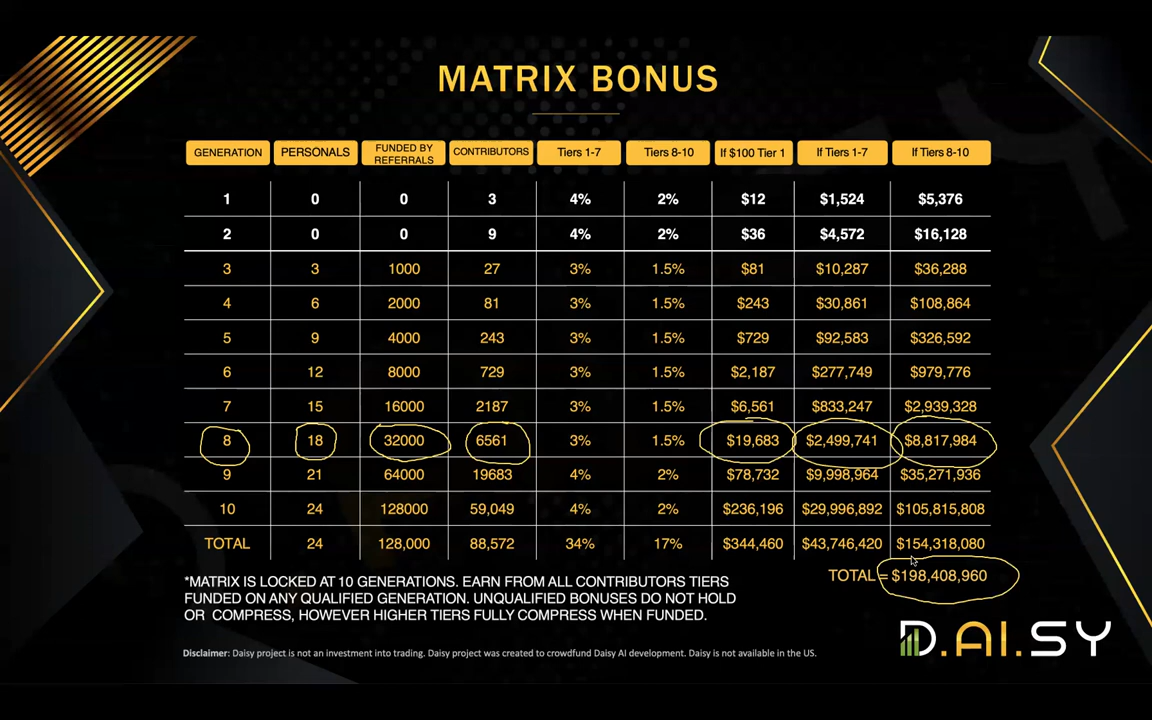 MATRIX BONUS
GENERATION PERSONALS FUNDED BY REFERRALS CONTRIBUTORS Tiers 1-7 Tiers 8-10 If $100 Tier 1 If Tiers 1-7 If Tiers 8-10
1 0 0 3 4% 2% $12 $1,524 $5,376
2 0 0 9 4% 2% $36 $4,572 $16,128
3 3 1000 27 3% 1.5% $81 $10,287 $36,288
4 6 2000 81 3% 1.5% $243 $30,861 $108,864
5 9 4000 243 3% 1.5% $729 $92,583 $326,592
6 12 8000 729 3% 1.5% $2,187 $277,749 $979,776
7 15 16000 2187 3% 1.5% $6,561 $833,247 $2,939,328
8 18 32000 6561 3% 1.5% $19,683 $2,499,741 $8,817,984
9 21 64000 19683 4% 2% $78,732 $9,998,964 $35,271,936
10 24 128000 59,049 4% 2% $236,196 $29,996,892 $105,815,808
TOTAL 24 128,000 88,572 34% 17% $344,460 $43,746,420 $154,318,080
TOTAL = $198,408,960
*MATRIX IS LOCKED AT 10 GENERATIONS. EARN FROM ALL CONTRIBUTORS TIERS
FUNDED ON ANY QUALIFIED GENERATION. UNQUALIFIED BONUSES DO NOT HOLD
OR COMPRESS, HOWEVER HIGHER TIERS FULLY COMPRESS WHEN FUNDED.
Disclaimer: Daisy project is not an investment into trading. Daisy project was created to crowdfund Daisy AI development. Daisy is not available in the US.
D.AI.SY